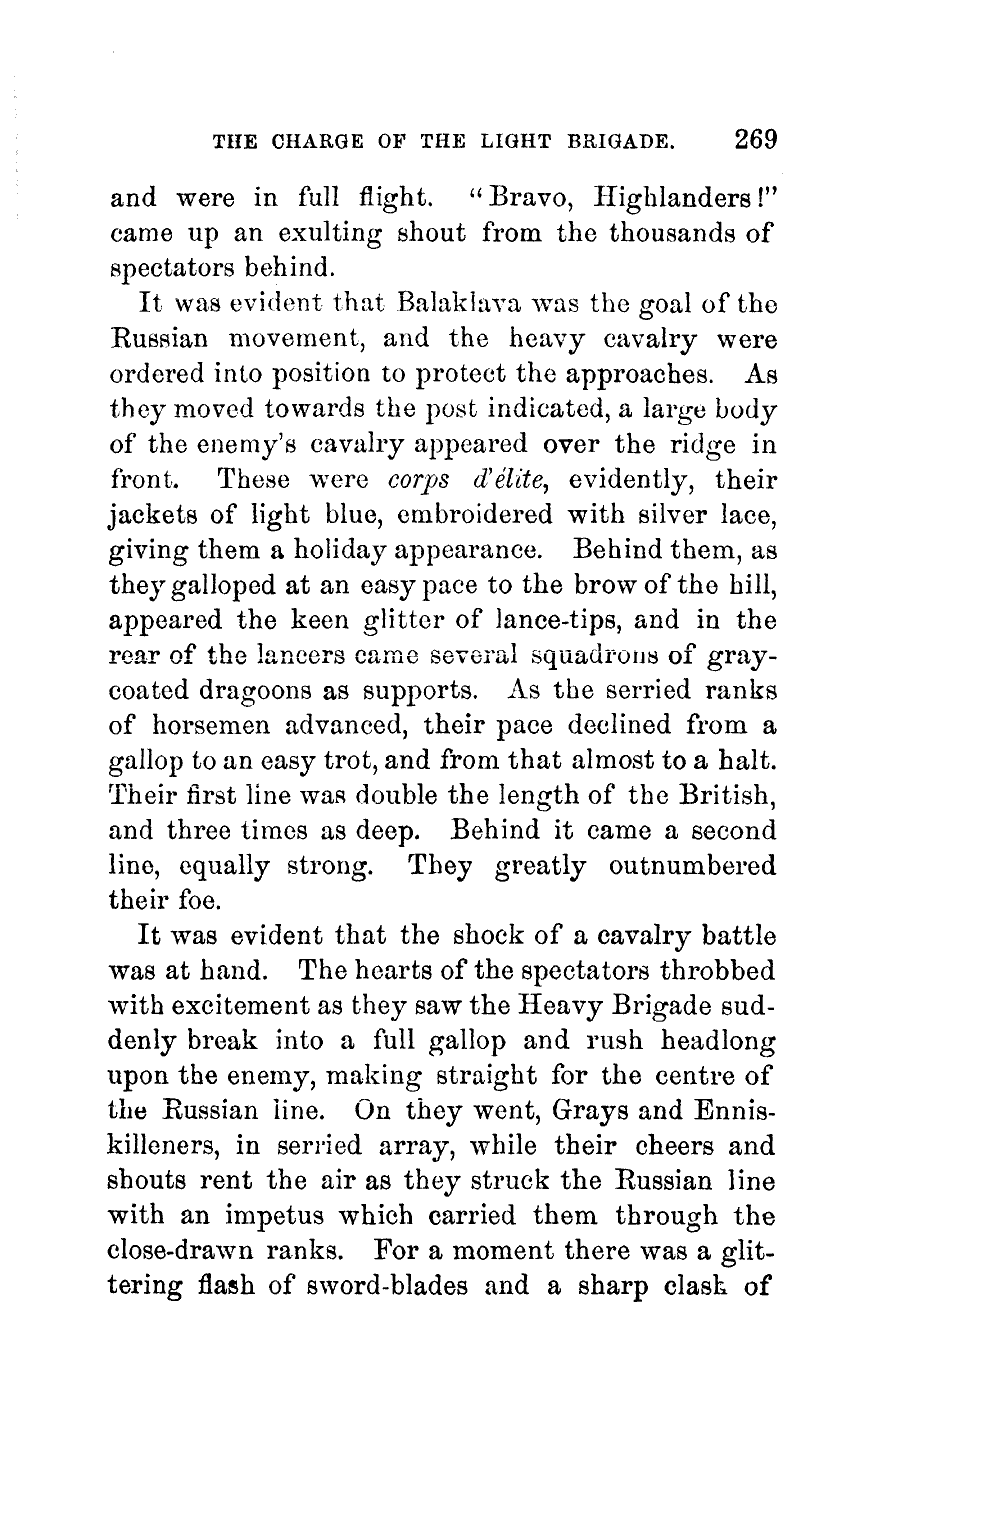 THE CHARGE OF THE LIGHT BRIGADE. 269
and were in full flight. "Bravo, Highlanders!"
came up an exulting shout from the thousands of
spectators behind.
It was evident that Balaklava was the goal of the
Russian movement, and the heavy cavalry were
ordered into position to protect the approaches. As
they moved towards the post indicated, a large body
of the enemy's cavalry appeared over the ridge in
front. These were corps d'élite, evidently, their
jackets of light blue, embroidered with silver lace,
giving them a holiday appearance. Behind them, as
they galloped at an easy pace to the brow of the hill,
appeared the keen glitter of lance-tips, and in the
rear of the lancers came several squadrons of gray-
coated dragoons as supports. As the serried ranks
of horsemen advanced, their pace declined from a
gallop to an easy trot, and from that almost to a halt.
Their first line was double the length of the British,
and three times as deep. Behind it came a second
line, equally strong. They greatly outnumbered
their foe.
It was evident that the shock of a cavalry battle
was at hand. The hearts of the spectators throbbed
with excitement as they saw the Heavy Brigade sud-
denly break into a full gallop and rush headlong
upon the enemy, making straight for the centre of
the Russian line. On they went, Grays and Ennis-
killeners, in serried array, while their cheers and
shouts rent the air as they struck the Russian line
with an impetus which carried them through the
close-drawn ranks. For a moment there was a glit-
tering flash of sword-blades and a sharp clash of